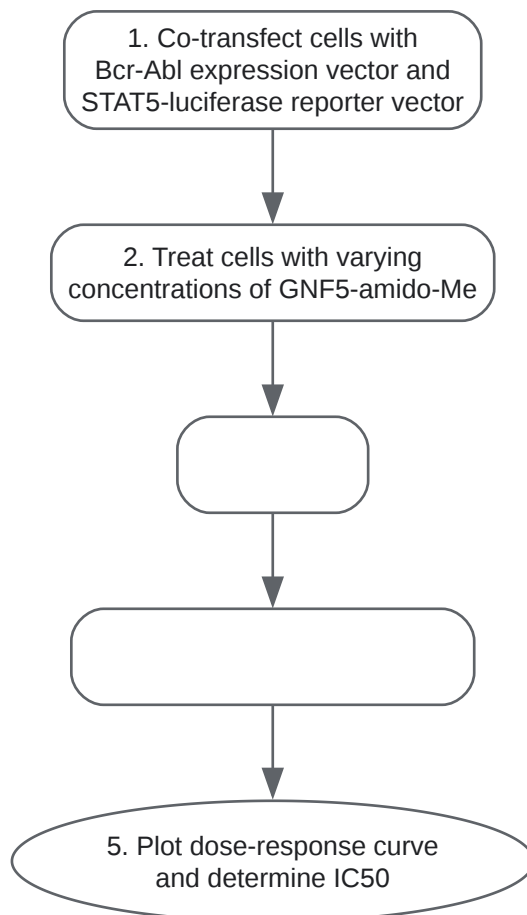 1. Co-transfect cells with
Bcr-Abl expression vector and
STAT5-luciferase reporter vector
2. Treat cells with varying
concentrations of GNF5-amido-Me
5. Plot dose-response curve
and determine IC50